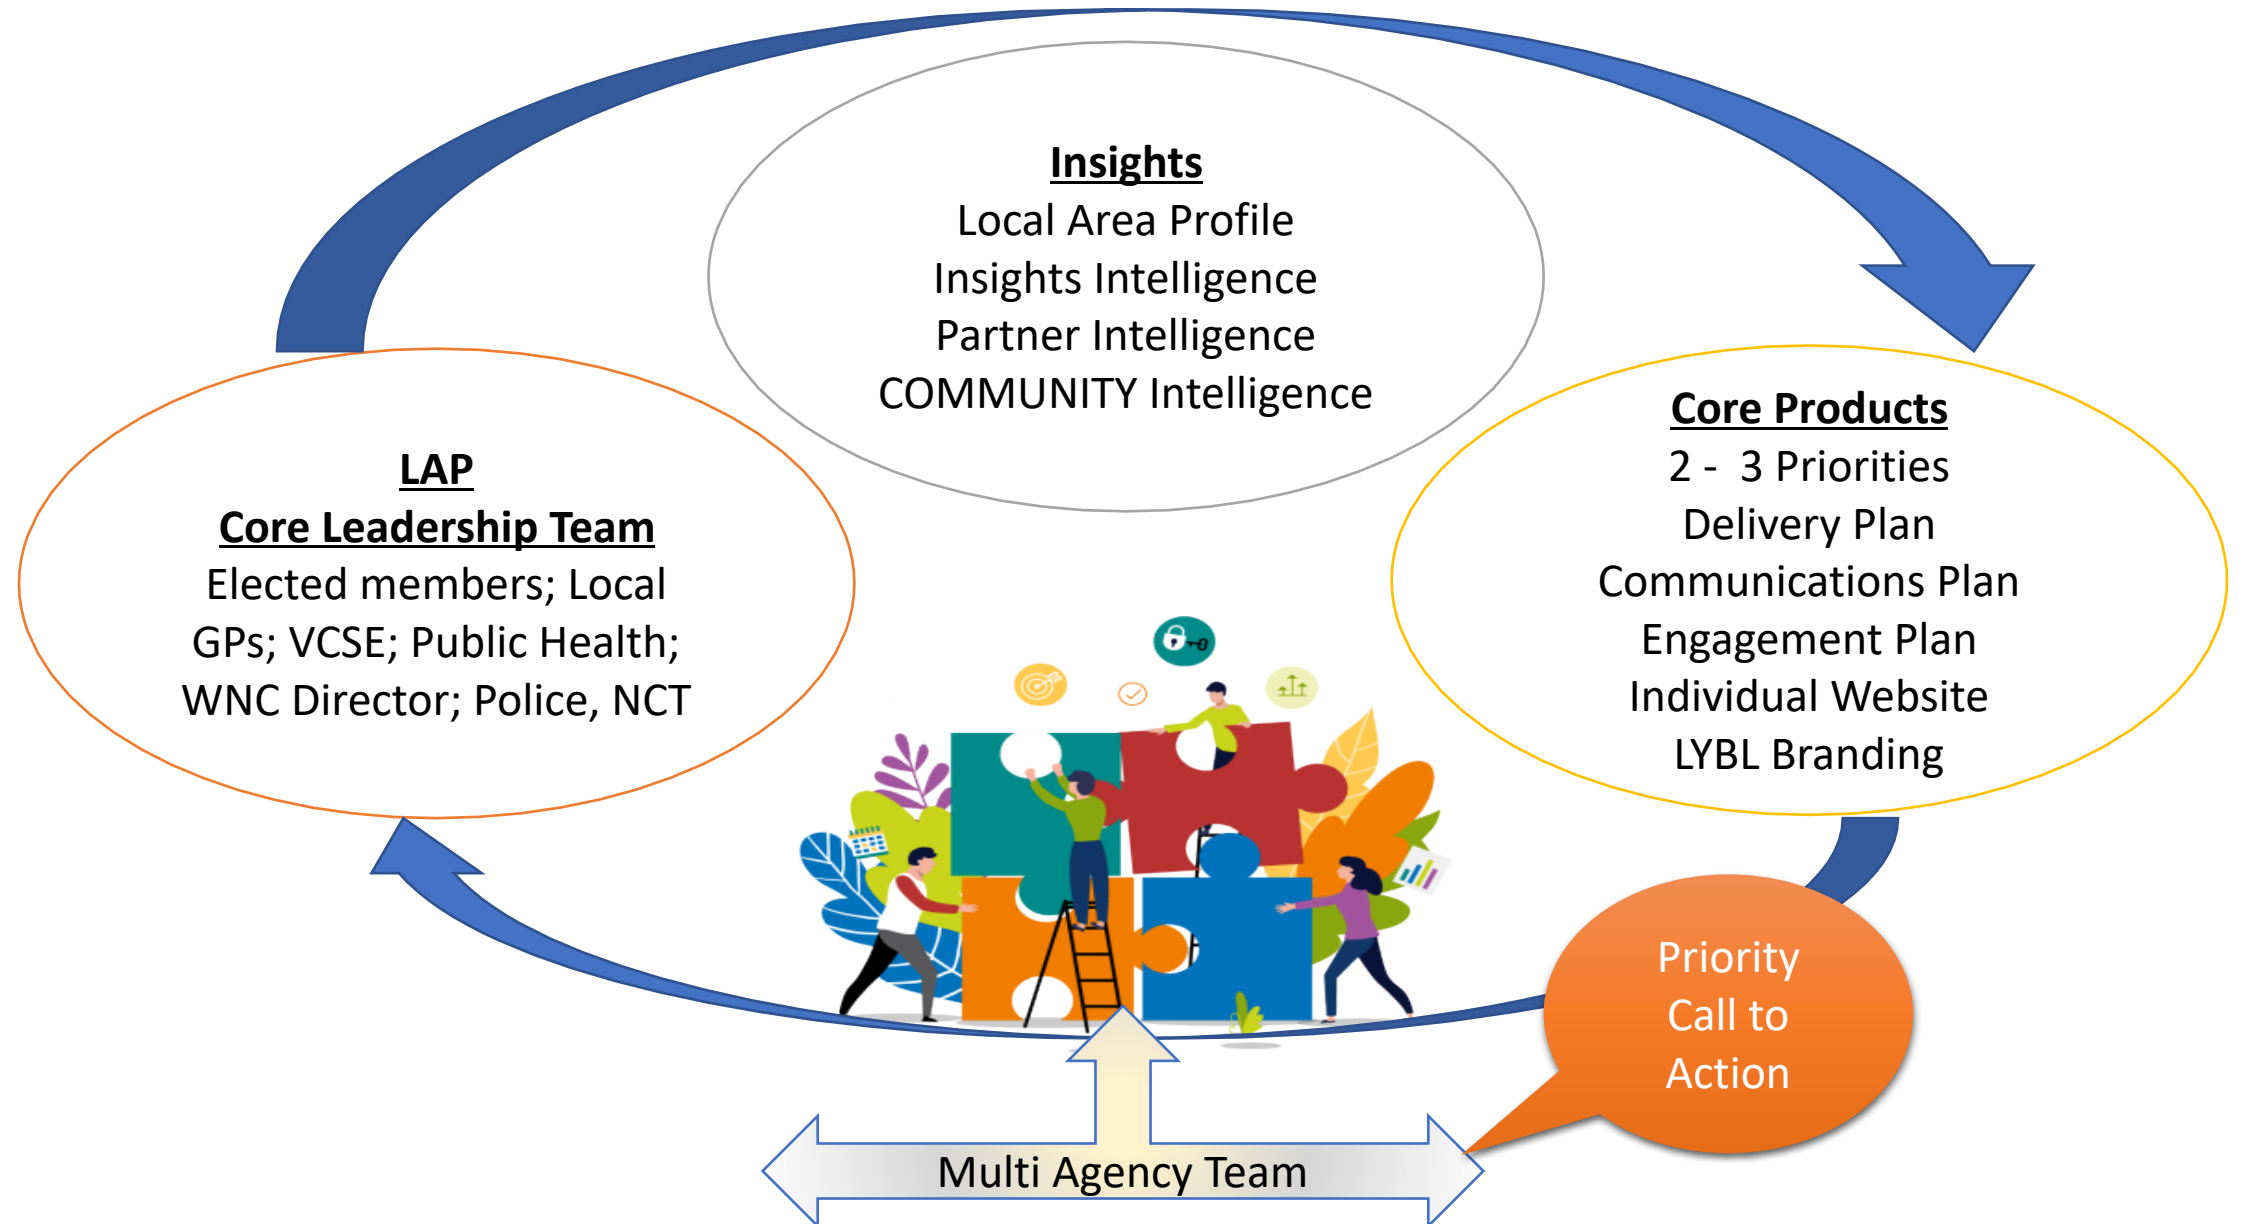 Insights
Local Area Profile
Insights Intelligence
Partner Intelligence
COMMUNITY Intelligence
LAP
Core Leadership Team
Elected members; Local
GPs; VCSE; Public Health;
WNC Director; Police, NCT
Core Products
2 -  3 Priorities
Delivery Plan
Communications Plan
Engagement Plan
Individual Website
LYBL Branding
Priority
Call to
Action
Multi Agency Team